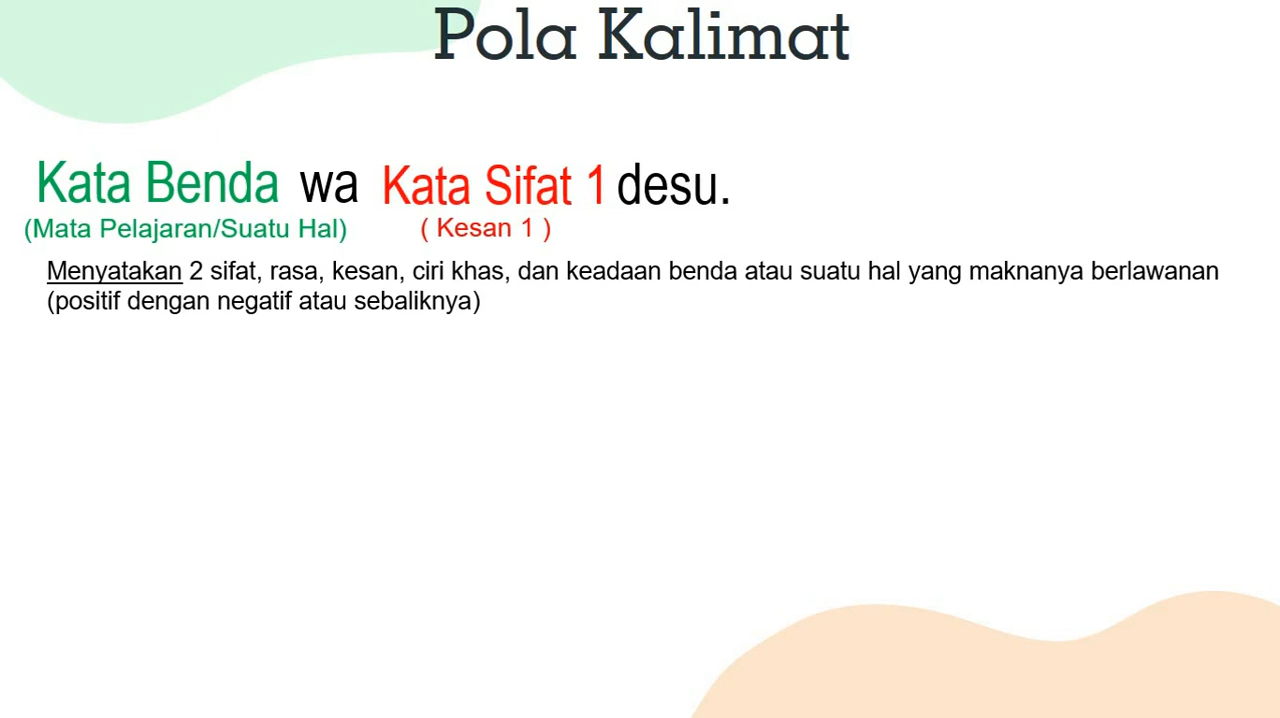 Pola Kalimat
Kata Benda wa Kata Sifat 1 desu.
(Mata Pelajaran/Suatu Hal) ( Kesan 1 )
Menyatakan 2 sifat, rasa, kesan, ciri khas, dan keadaan benda atau suatu hal yang maknanya berlawanan
(positif dengan negatif atau sebaliknya)